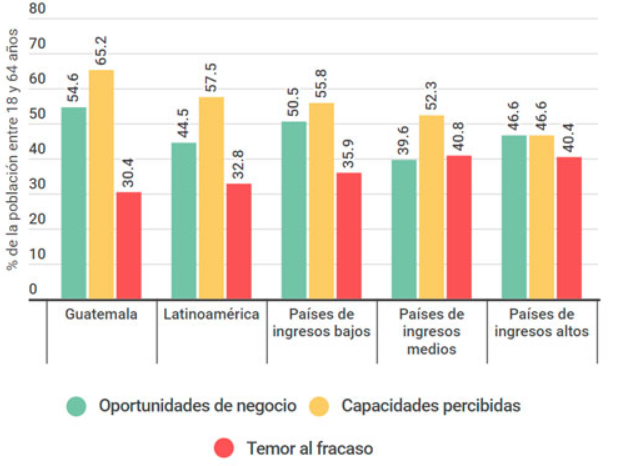 80
70
60
50
40
30
20
10
0
% de la población entre 18 y 64 años
54.6
65.2
30.4
44.5
57.5
32.8
50.5
55.8
35.9
39.6
52.3
40.8
46.6
46.6
40.4
Guatemala
Latinoamérica
Países de
ingresos bajos
Países de
ingresos
medios
Países de
ingresos altos
Oportunidades de negocio
Capacidades percibidas
Temor al fracaso